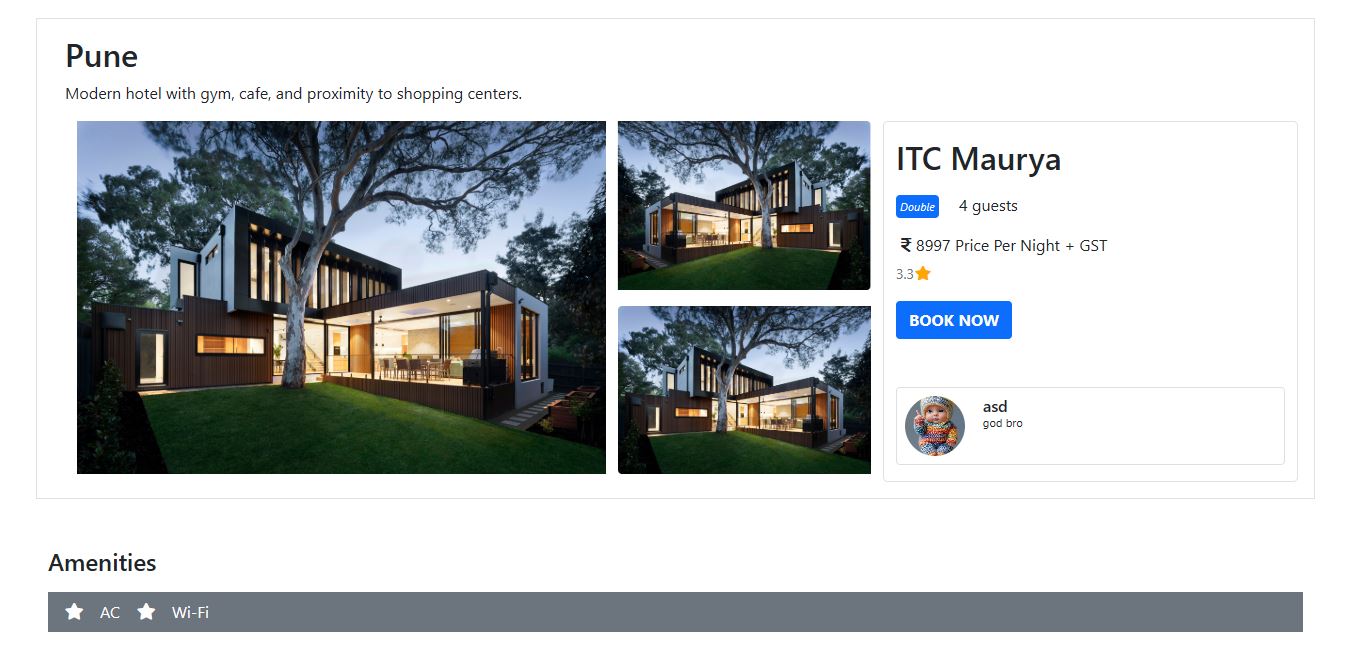 Pune
Modern hotel with gym, cafe, and proximity to shopping centers.
ITC Maurya
Double 4 guests
₹ 8997 Price Per Night + GST
3.3
BOOK NOW
asd
god bro
Amenities
AC Wi-Fi